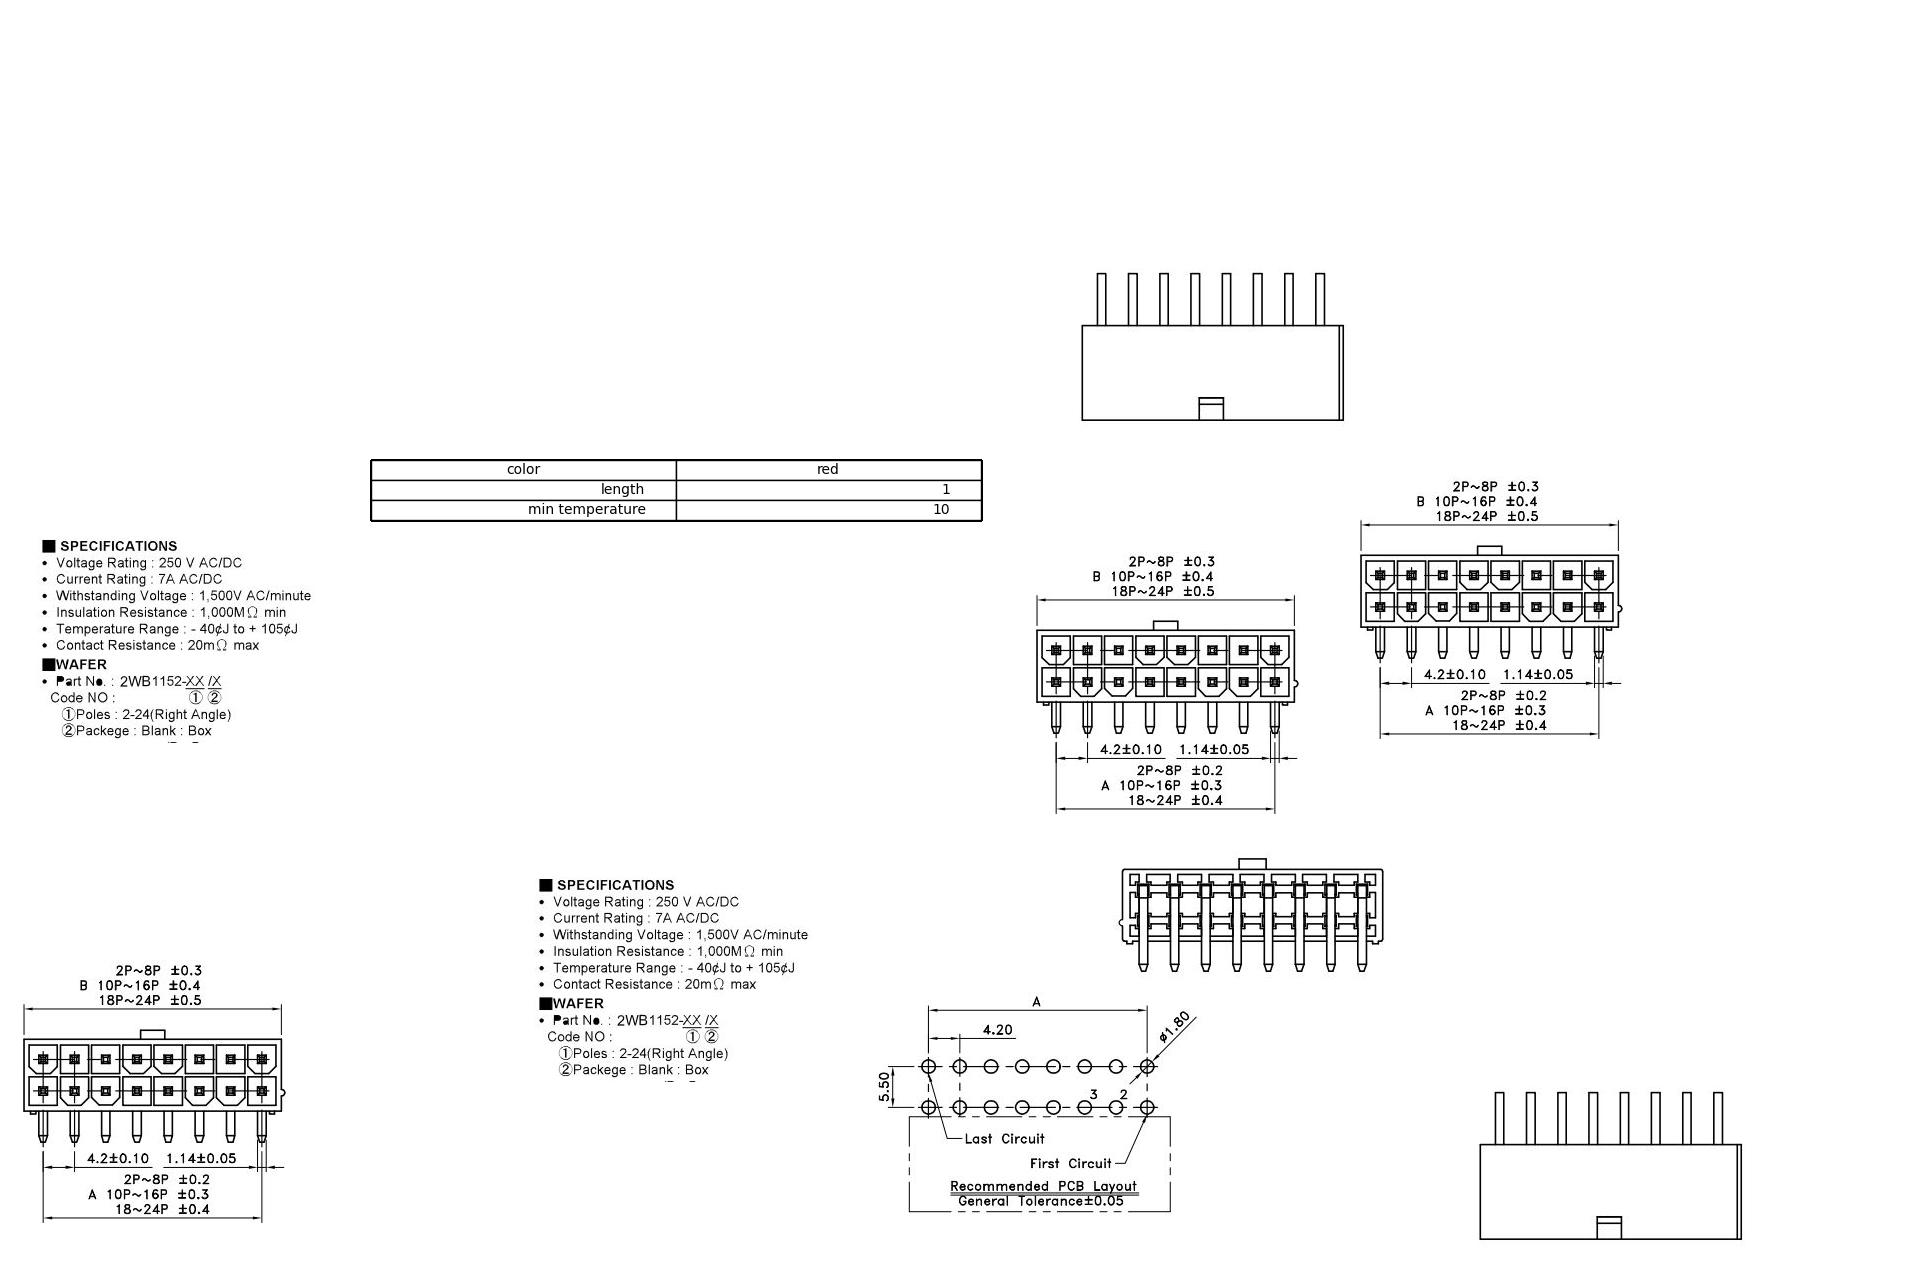 color red
length 1
min temperature 10
2P~8P ±0.3
B 10P~16P ±0.4
18P~24P ±0.5
4.2±0.10 1.14±0.05
2P~8P ±0.2
A 10P~16P ±0.3
18~24P ±0.4
■ SPECIFICATIONS
• Voltage Rating : 250 V AC/DC
• Current Rating : 7A AC/DC
• Withstanding Voltage : 1,500V AC/minute
• Insulation Resistance : 1,000MΩ min
• Temperature Range : - 40¢J to + 105¢J
• Contact Resistance : 20mΩ max
■WAFER
• Part No. : 2WB1152-XX /X
Code NO : ① ②
①Poles : 2-24(Right Angle)
②Packege : Blank : Box
2P~8P ±0.3
B 10P~16P ±0.4
18P~24P ±0.5
4.2±0.10 1.14±0.05
2P~8P ±0.2
A 10P~16P ±0.3
18~24P ±0.4
■ SPECIFICATIONS
• Voltage Rating : 250 V AC/DC
• Current Rating : 7A AC/DC
• Withstanding Voltage : 1,500V AC/minute
• Insulation Resistance : 1,000MΩ min
• Temperature Range : - 40¢J to + 105¢J
• Contact Resistance : 20mΩ max
■WAFER
• Part No. : 2WB1152-XX /X
Code NO : ① ②
①Poles : 2-24(Right Angle)
②Packege : Blank : Box
2P~8P ±0.3
B 10P~16P ±0.4
18P~24P ±0.5
4.2±0.10 1.14±0.05
2P~8P ±0.2
A 10P~16P ±0.3
18~24P ±0.4
A
4.20
ø1.80
5.50
3 2
Last Circuit
First Circuit
Recommended PCB Layout
General Tolerance±0.05